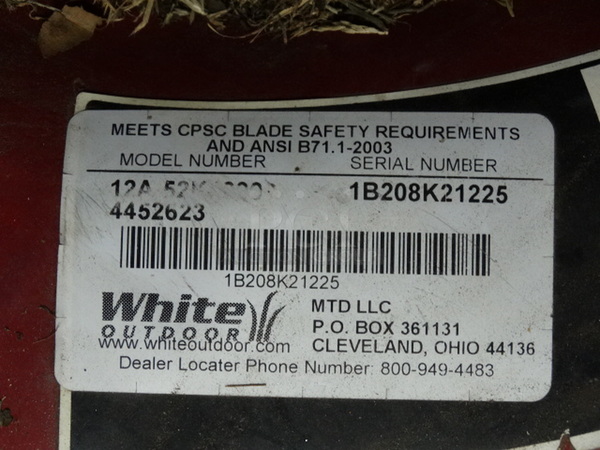 MEETS CPSC BLADE SAFETY REQUIREMENTS
AND ANSI B71.1-2003
MODEL NUMBER SERIAL NUMBER
12A 1B208K21225
4452623
1B208K21225
White
OUTDOOR
www.whiteoutdoor.com
MTD LLC
P.O. BOX 361131
CLEVELAND, OHIO 44136
Dealer Locater Phone Number: 800-949-4483